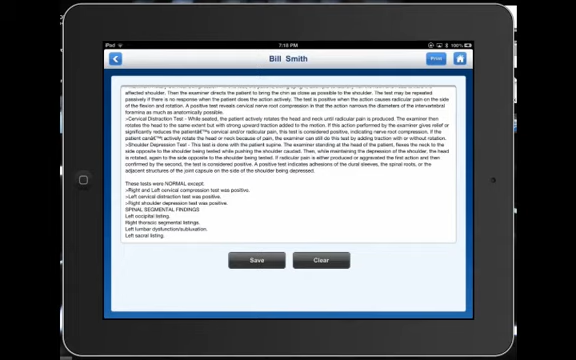 iPad
7:18 PM
100%
Bill Smith
Print
affected shoulder. Then the examiner directs the patient to bring the chin as close as possible to the shoulder. The test may be repeated
passively if there is no response when the patient does the action actively. The test is positive when the action causes radicular pain on the side
of the flexion and rotation. A positive test reveals cervical nerve root compression in that the action narrows the diameters of the intervertebral
foramina as much as anatomically possible.
>Cervical Distraction Test - While seated, the patient actively rotates the head and neck until radicular pain is produced. The examiner then
rotates the head to the same extent but with strong upward traction added to the motion. If this action performed by the examiner gives relief or
significantly reduces the patientâ€™s cervical and/or radicular pain, this test is considered positive, indicating nerve root compression. If the
patient canâ€™t actively rotate the head or neck because of pain, the examiner can still do this test by adding traction with or without rotation.
>Shoulder Depression Test - This test is done with the patient supine. The examiner standing at the head of the patient, flexes the neck to the
side opposite to the shoulder being tested while pushing the shoulder caudad. Then, while maintaining the depression of the shoulder, the head
is rotated, again to the side opposite to the shoulder being tested. If radicular pain is either produced or aggravated the first action and then
confirmed by the second, the test is considered positive. A positive test indicates adhesions of the dural sleeves, the spinal roots, or the
adjacent structures of the joint capsule on the side of the shoulder being depressed.
These tests were NORMAL except:
>Right and Left cervical compression test was positive.
>Left cervical distraction test was positive.
>Right shoulder depression test was positive.
SPINAL SEGMENTAL FINDINGS
Left occipital listing.
Right thoracic segmental listings.
Left lumbar dysfunction/subluxation.
Left sacral listing.
Save
Clear